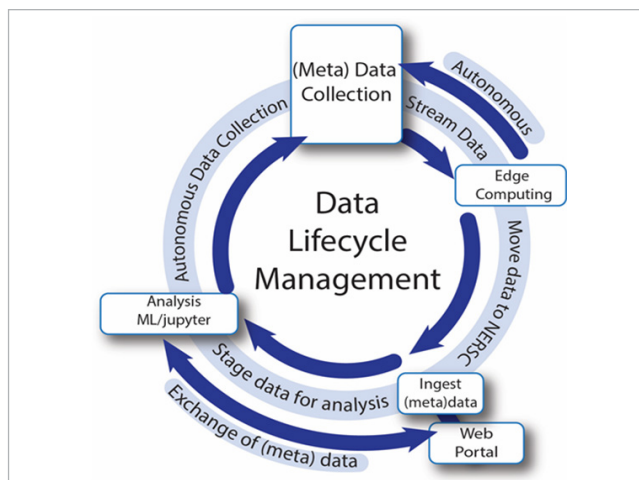 (Meta) Data
Collection
Autonomous
Stream Data
Edge
Computing
Autonomous Data Collection
Data
Lifecycle
Management
Move data to NERSC
Analysis
ML/jupyter
Stage data for analysis
Ingest
(meta)data
Exchange of (meta) data
Web
Portal